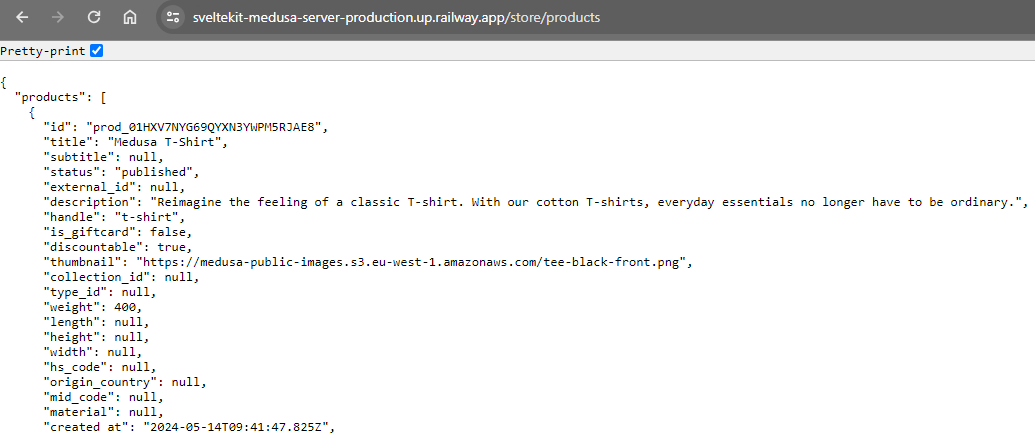 sveltekit-medusa-server-production.up.railway.app/store/products
Pretty-print
{
"products": [
{
"id": "prod_01HXV7NYG69QYXN3YWPM5RJAE8",
"title": "Medusa T-Shirt",
"subtitle": null,
"status": "published",
"external_id": null,
"description": "Reimagine the feeling of a classic T-shirt. With our cotton T-shirts, everyday essentials no longer have to be ordinary.",
"handle": "t-shirt",
"is_giftcard": false,
"discountable": true,
"thumbnail": "https://medusa-public-images.s3.eu-west-1.amazonaws.com/tee-black-front.png",
"collection_id": null,
"type_id": null,
"weight": 400,
"length": null,
"height": null,
"width": null,
"hs_code": null,
"origin_country": null,
"mid_code": null,
"material": null,
"created at": "2024-05-14T09:41:47.825Z",